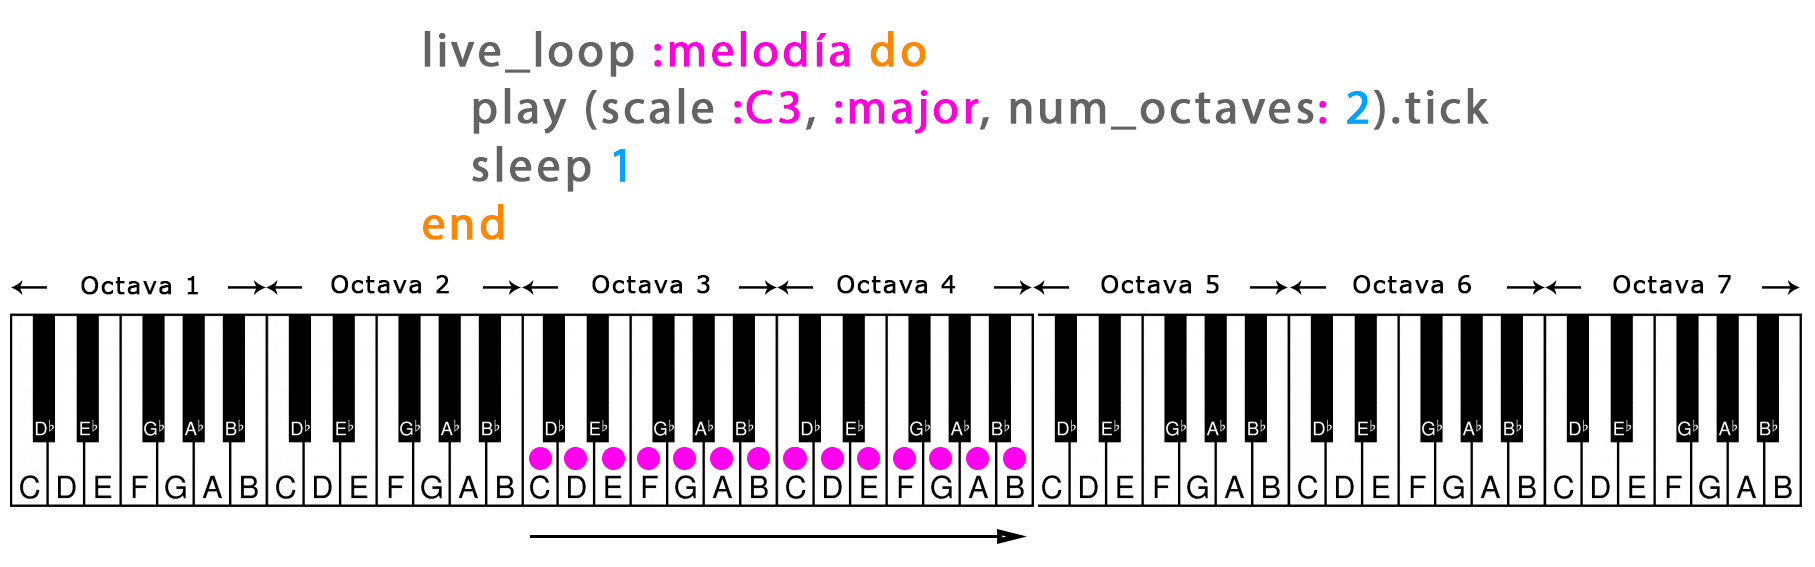 live_loop :melodía do
play (scale :C3, :major, num_octaves: 2).tick
sleep 1
end
Octava 1 Octava 2 Octava 3 Octava 4 Octava 5 Octava 6 Octava 7
D♭ E♭ G♭ A♭ B♭ D♭ E♭ G♭ A♭ B♭ D♭ E♭ G♭ A♭ B♭ D♭ E♭ G♭ A♭ B♭ D♭ E♭ G♭ A♭ B♭ D♭ E♭ G♭ A♭ B♭ D♭ E♭ G♭ A♭ B♭
C D E F G A B C D E F G A B C D E F G A B C D E F G A B C D E F G A B C D E F G A B C D E F G A B